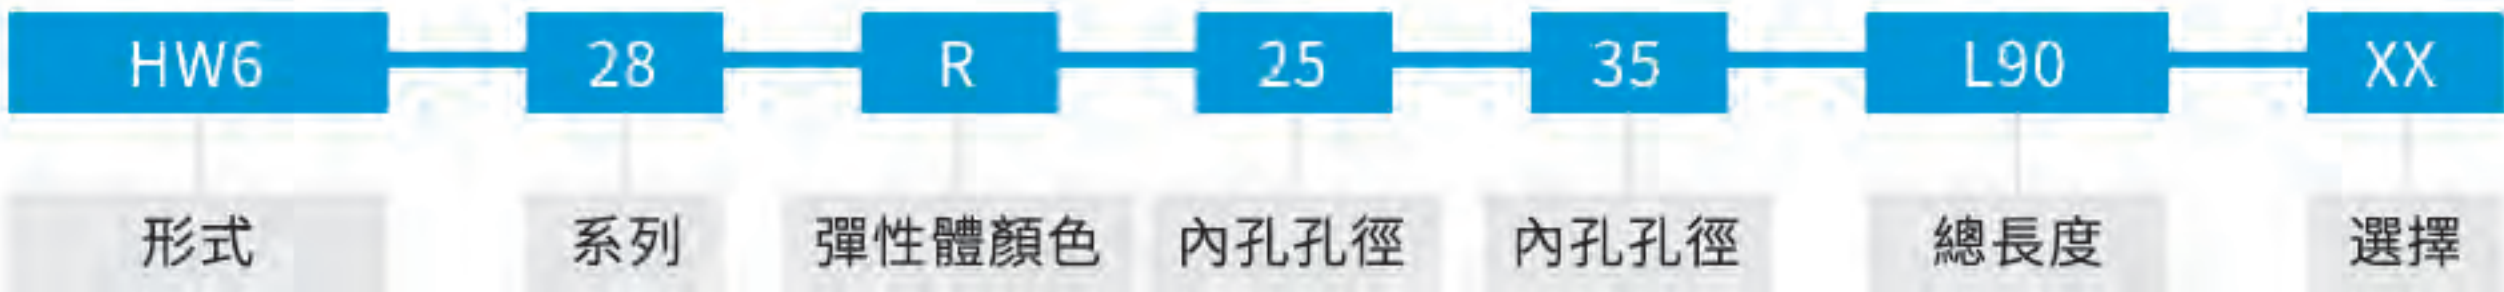 HW6 28 R 25 35 L90 XX
形式 系列 彈性體顏色 內孔孔徑 內孔孔徑 總長度 選擇